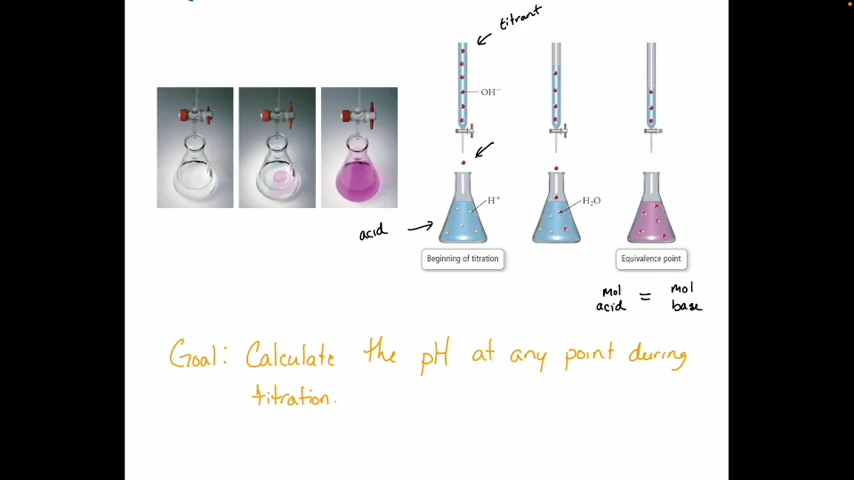 titrant
OH⁻
H⁺
H₂O
acid
Beginning of titration
Equivalence point
mol acid = mol base
Goal: Calculate the pH at any point during
titration.